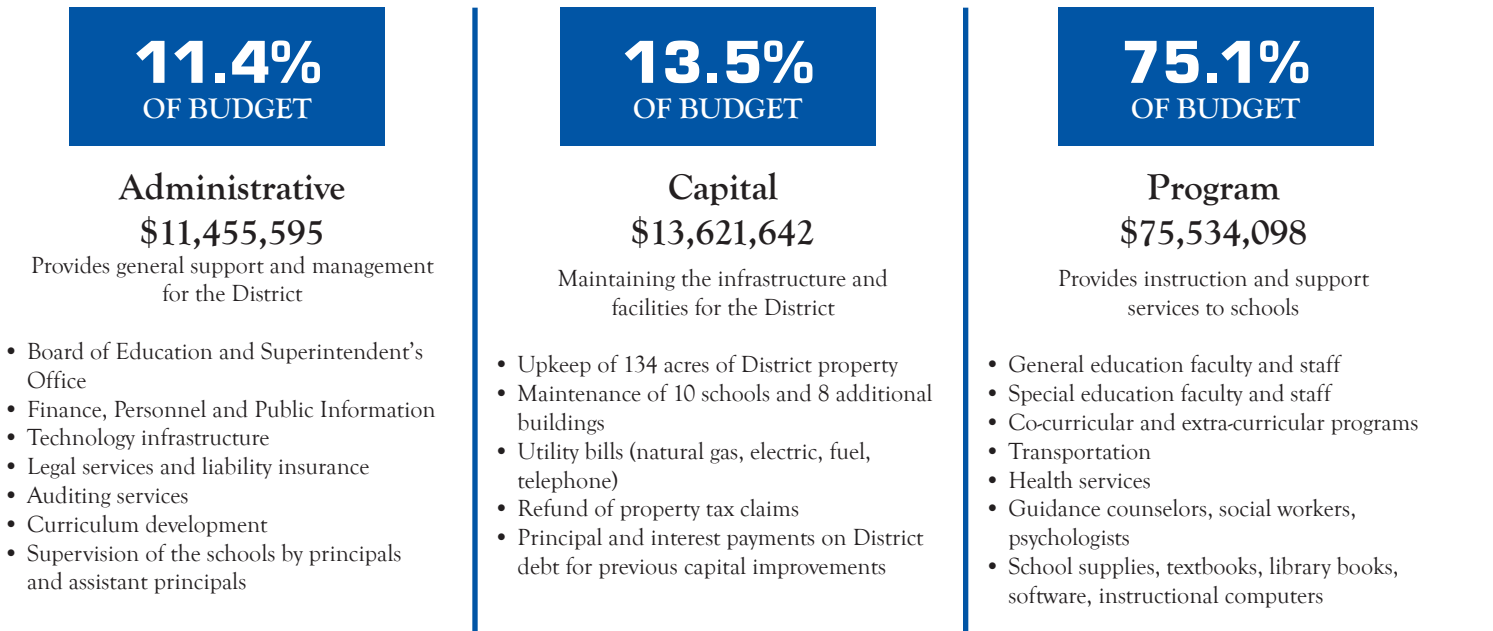 11.4%
OF BUDGET
Administrative
$11,455,595
Provides general support and management
for the District
• Board of Education and Superintendent's
Office
• Finance, Personnel and Public Information
• Technology infrastructure
• Legal services and liability insurance
• Auditing services
• Curriculum development
• Supervision of the schools by principals
and assistant principals
13.5%
OF BUDGET
Capital
$13,621,642
Maintaining the infrastructure and
facilities for the District
• Upkeep of 134 acres of District property
• Maintenance of 10 schools and 8 additional
buildings
• Utility bills (natural gas, electric, fuel,
telephone)
• Refund of property tax claims
• Principal and interest payments on District
debt for previous capital improvements
75.1%
OF BUDGET
Program
$75,534,098
Provides instruction and support
services to schools
• General education faculty and staff
• Special education faculty and staff
• Co-curricular and extra-curricular programs
• Transportation
• Health services
• Guidance counselors, social workers,
psychologists
• School supplies, textbooks, library books,
software, instructional computers